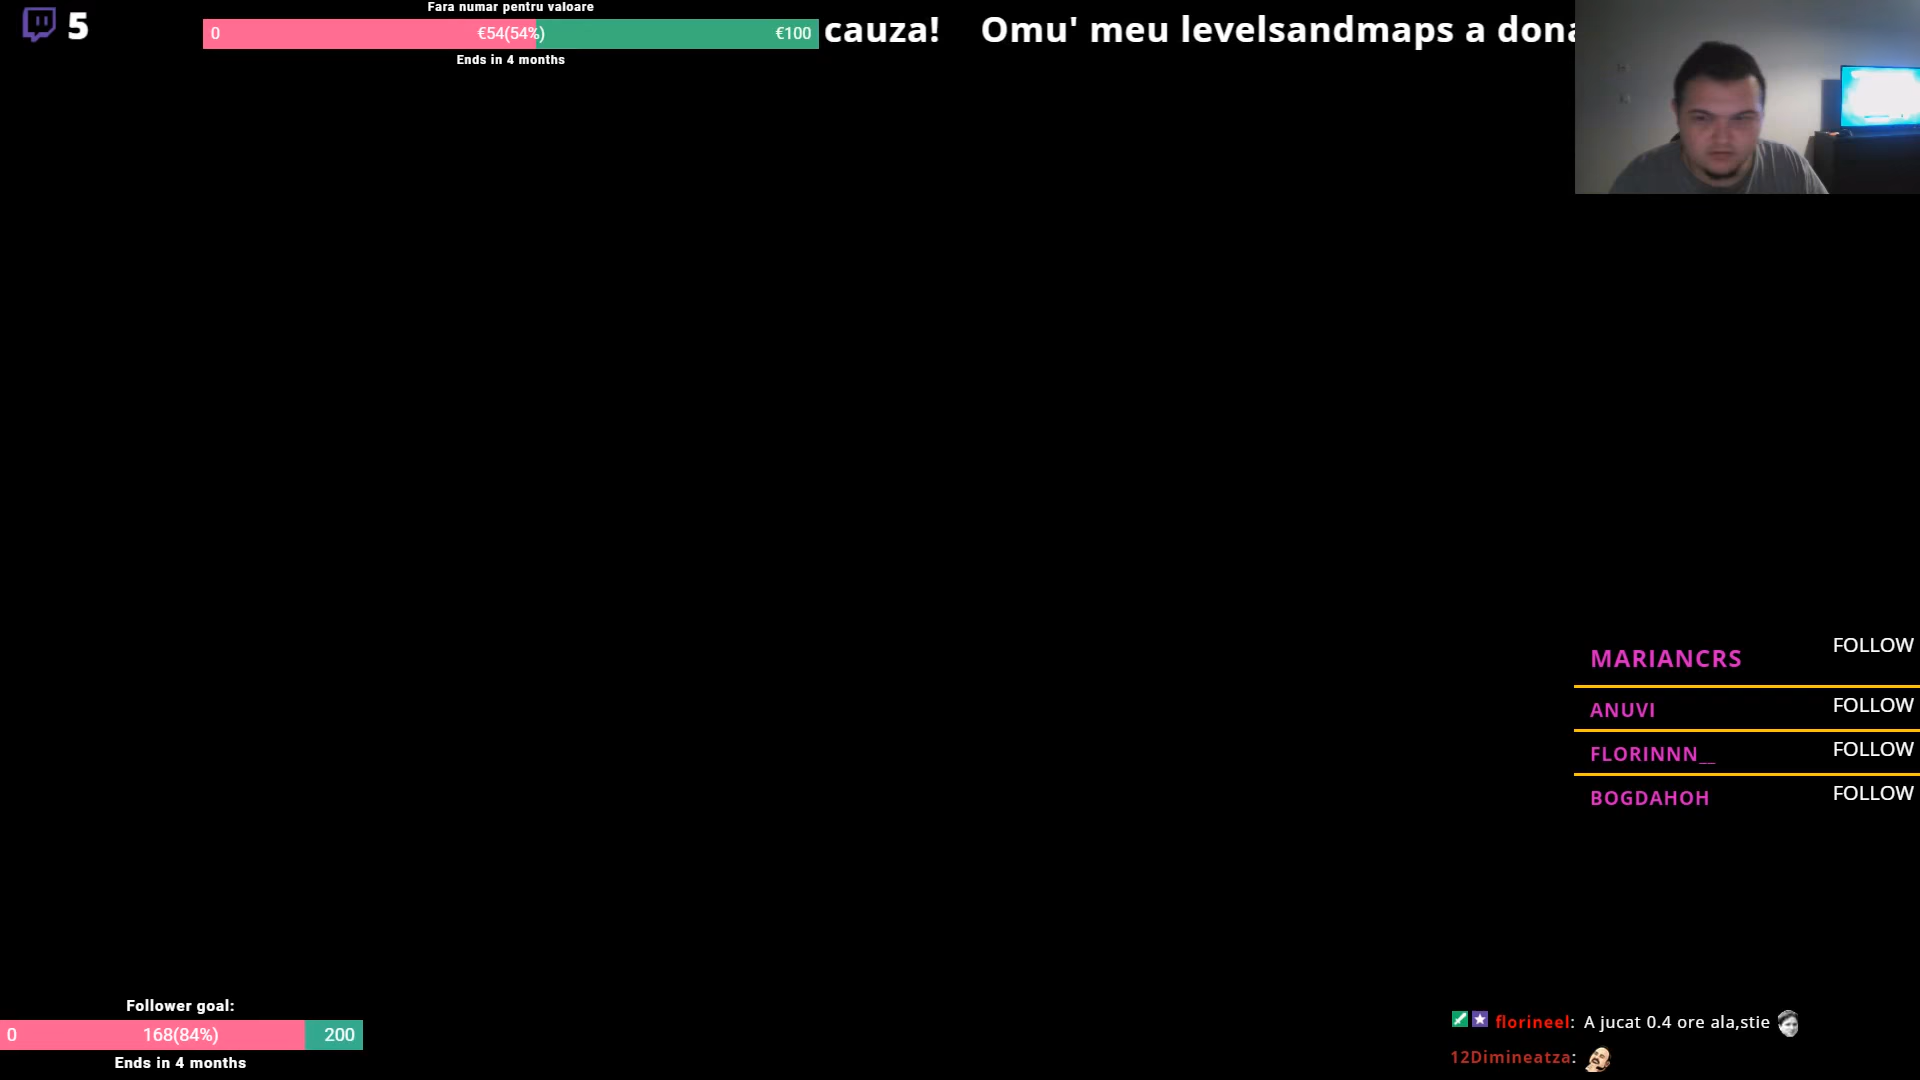 5
Fara numar pentru valoare
0 €54(54%) €100
Ends in 4 months
cauza! Omu' meu levelsandmaps a dona
MARIANCRS FOLLOW
ANUVI FOLLOW
FLORINNN__ FOLLOW
BOGDAHOH FOLLOW
Follower goal:
0 168(84%) 200
Ends in 4 months
florineel: A jucat 0.4 ore ala,stie
12Dimineatza: